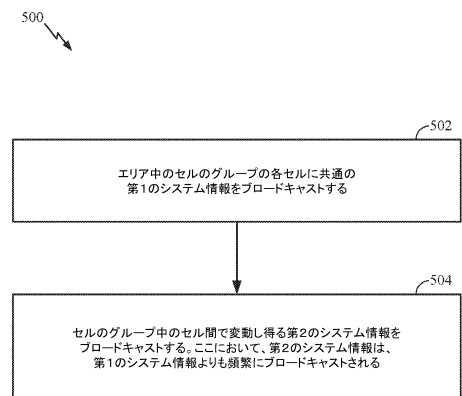 500
502
エリア中のセルのグループの各セルに共通の
第1のシステム情報をブロードキャストする
504
セルのグループ中のセル間で変動し得る第2のシステム情報を
ブロードキャストする。ここにおいて、第2のシステム情報は、
第1のシステム情報よりも頻繁にブロードキャストされる